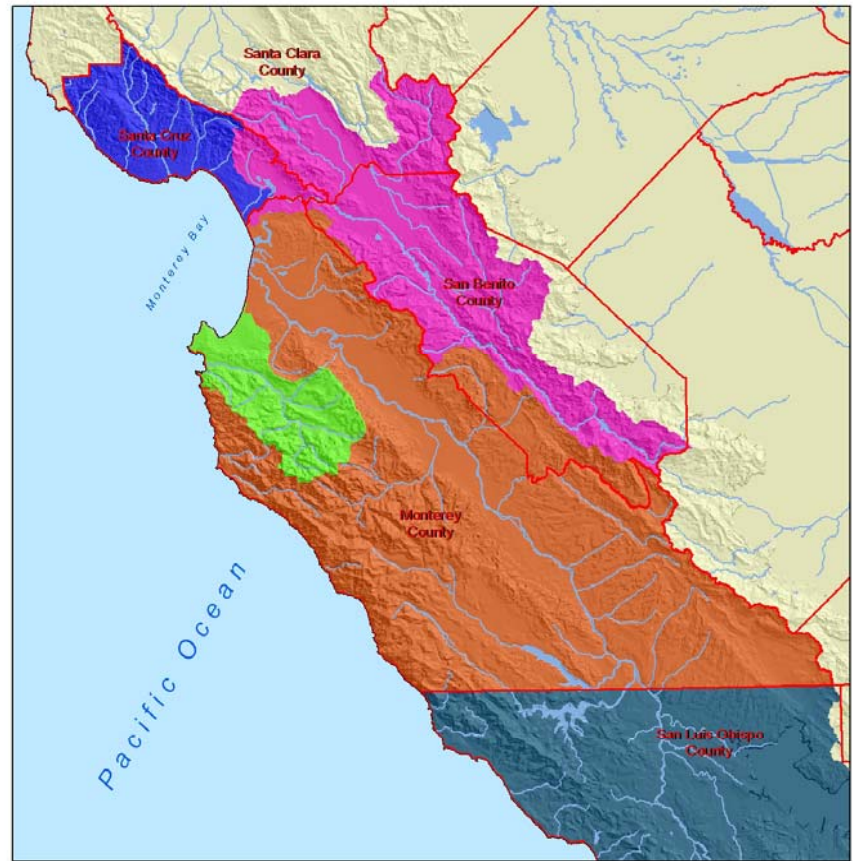 Santa Clara
County
Santa Cruz
County
Monterey Bay
San Benito
County
Monterey
County
Pacific Ocean
San Luis Obispo
County